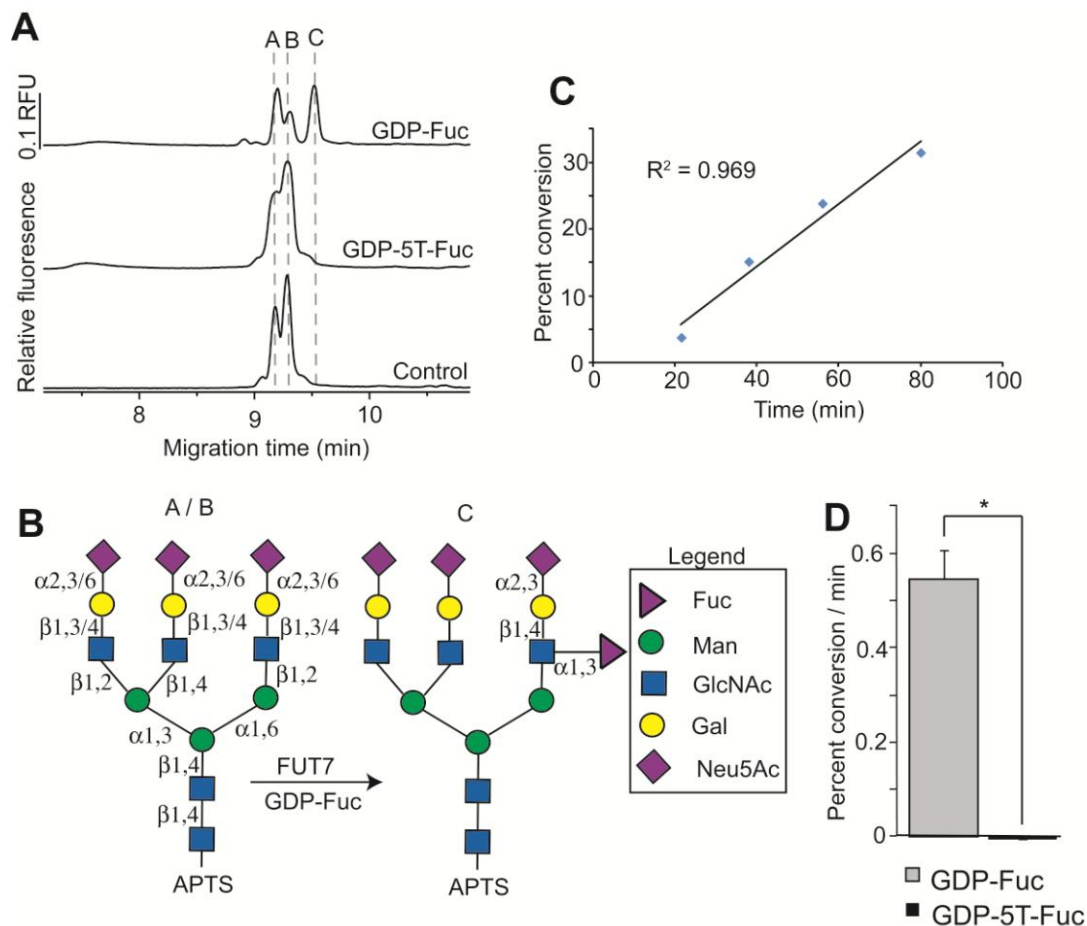 A
A B C
0.1 RFU
GDP-Fuc
GDP-5T-Fuc
Control
Relative fluoresence
8 9 10
Migration time (min)
C
R² = 0.969
30
20
10
0
0 20 40 60 80 100
Percent conversion
Time (min)
B
A / B
α2,3/6 α2,3/6 α2,3/6
β1,3/4 β1,3/4 β1,3/4
β1,2 β1,4 β1,2
α1,3 α1,6
β1,4
β1,4
APTS
FUT7
GDP-Fuc
C
α2,3
β1,4
α1,3
APTS
Legend
Fuc
Man
GlcNAc
Gal
Neu5Ac
D
*
0.6
0.4
0.2
0
Percent conversion / min
GDP-Fuc
GDP-5T-Fuc